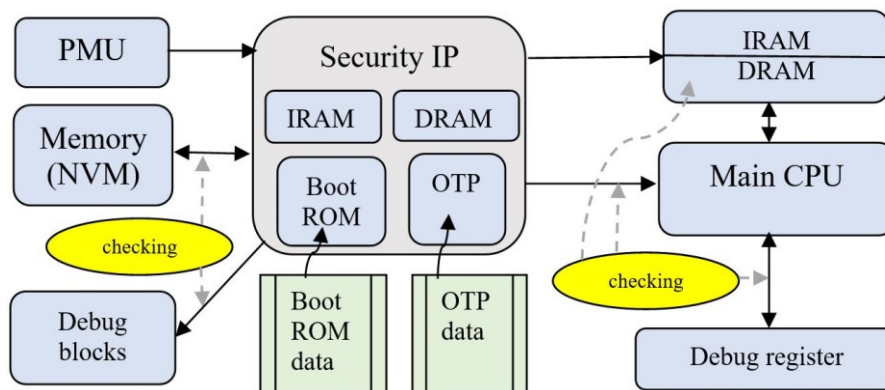 PMU
Security IP
IRAM
DRAM
Memory
(NVM)
IRAM
DRAM
Boot
ROM
OTP
Main CPU
checking
checking
Debug
blocks
Boot
ROM
data
OTP
data
Debug register